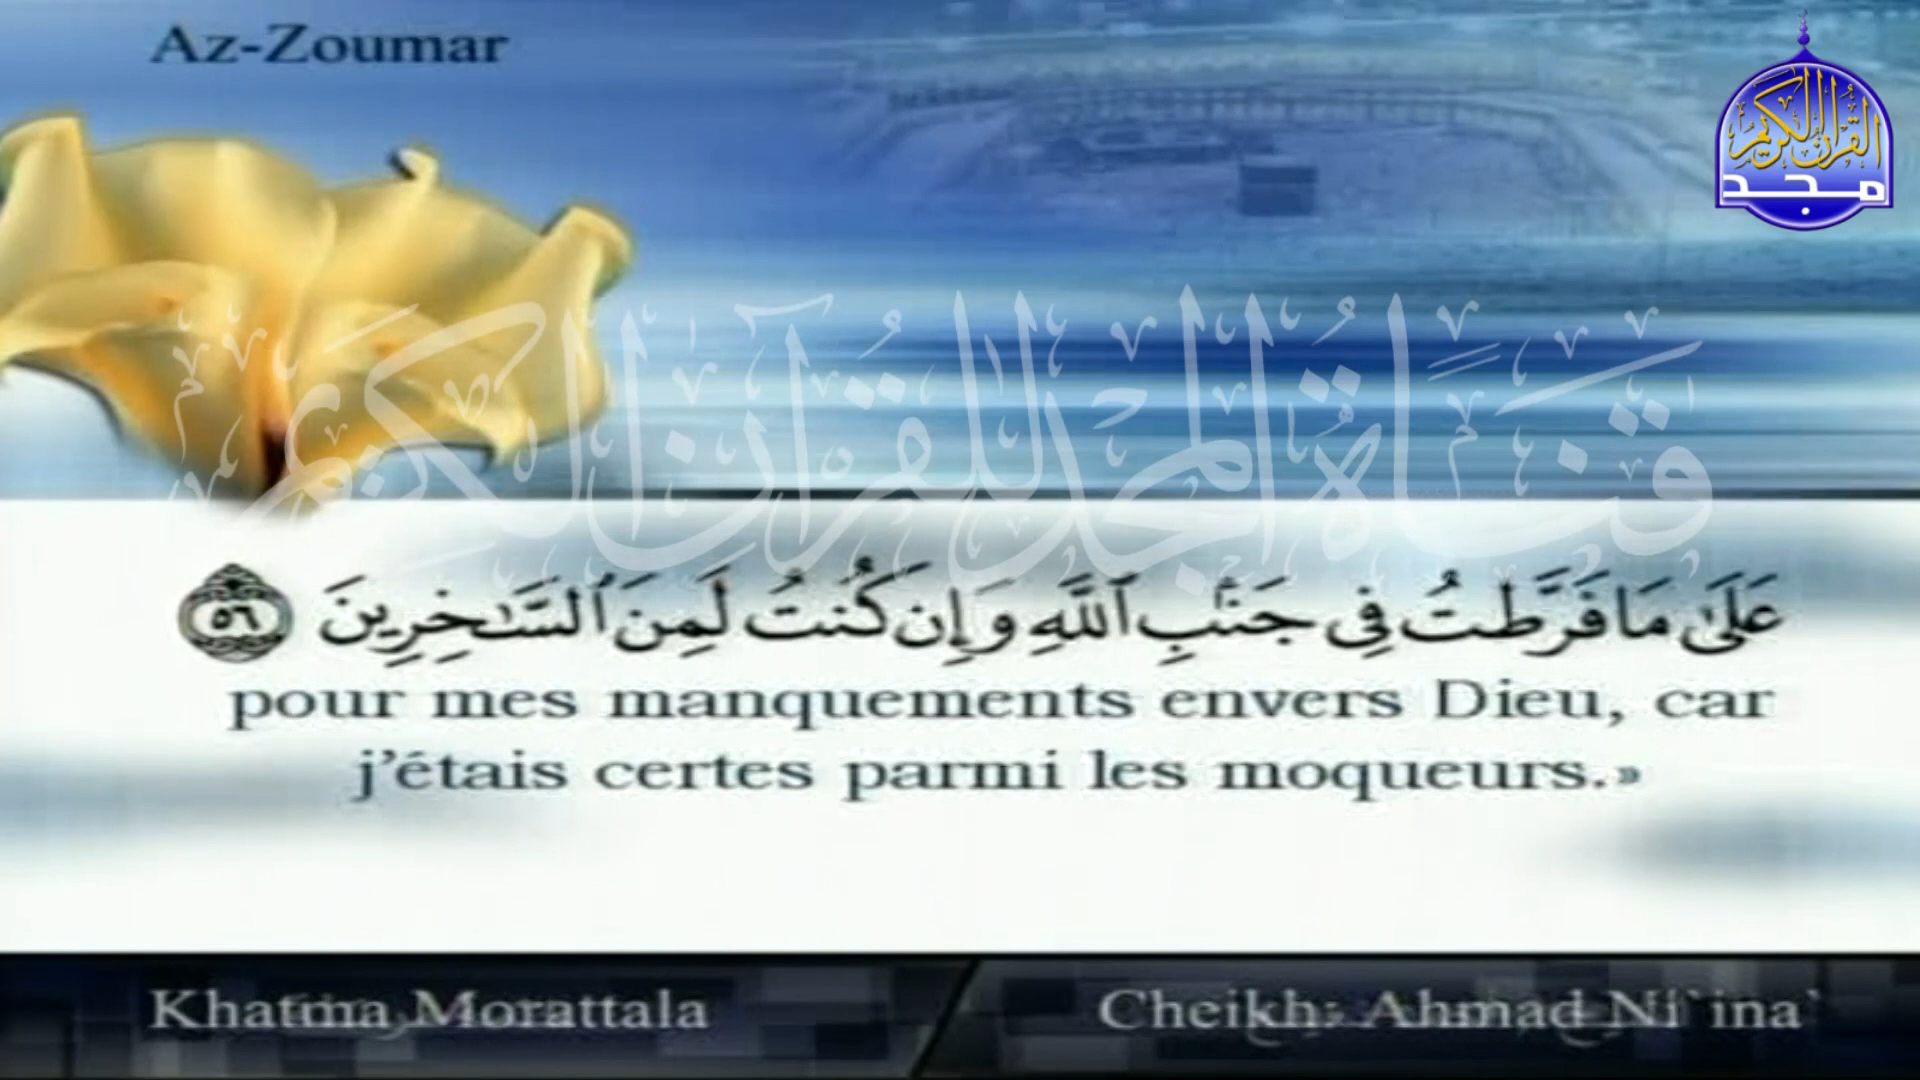 Az-Zoumar
القرآن الكريم
مجد
قناة المجد للقرآن الكريم
عَلَىٰ مَا فَرَّطتُ فِى جَنۢبِ ٱللَّهِ وَإِن كُنتُ لَمِنَ ٱلسَّـٰخِرِينَ ٥٦
pour mes manquements envers Dieu, car
j’étais certes parmi les moqueurs.»
Khatma Morattala
Cheikh: Ahmad Ni`ina`